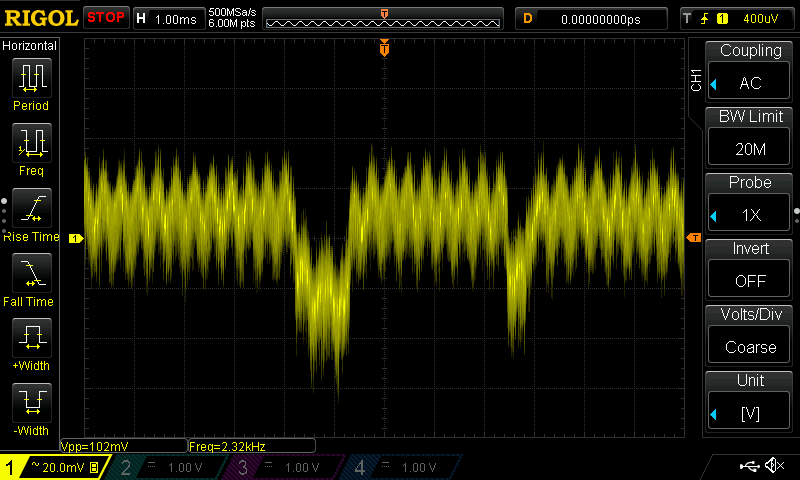 RIGOL STOP H 1.00ms 500MSa/s 6.00M pts T D 0.00000000ps T 1 400uV
Horizontal
Period
Freq
Rise Time
Fall Time
+Width
-Width
T
1
T
CH1
Coupling
AC
BW Limit
20M
Probe
1X
Invert
OFF
Volts/Div
Coarse
Unit
[V]
Vpp=102mV Freq=2.32kHz
1 ~ 20.0mV B 2 1.00 V 3 1.00 V 4 1.00 V